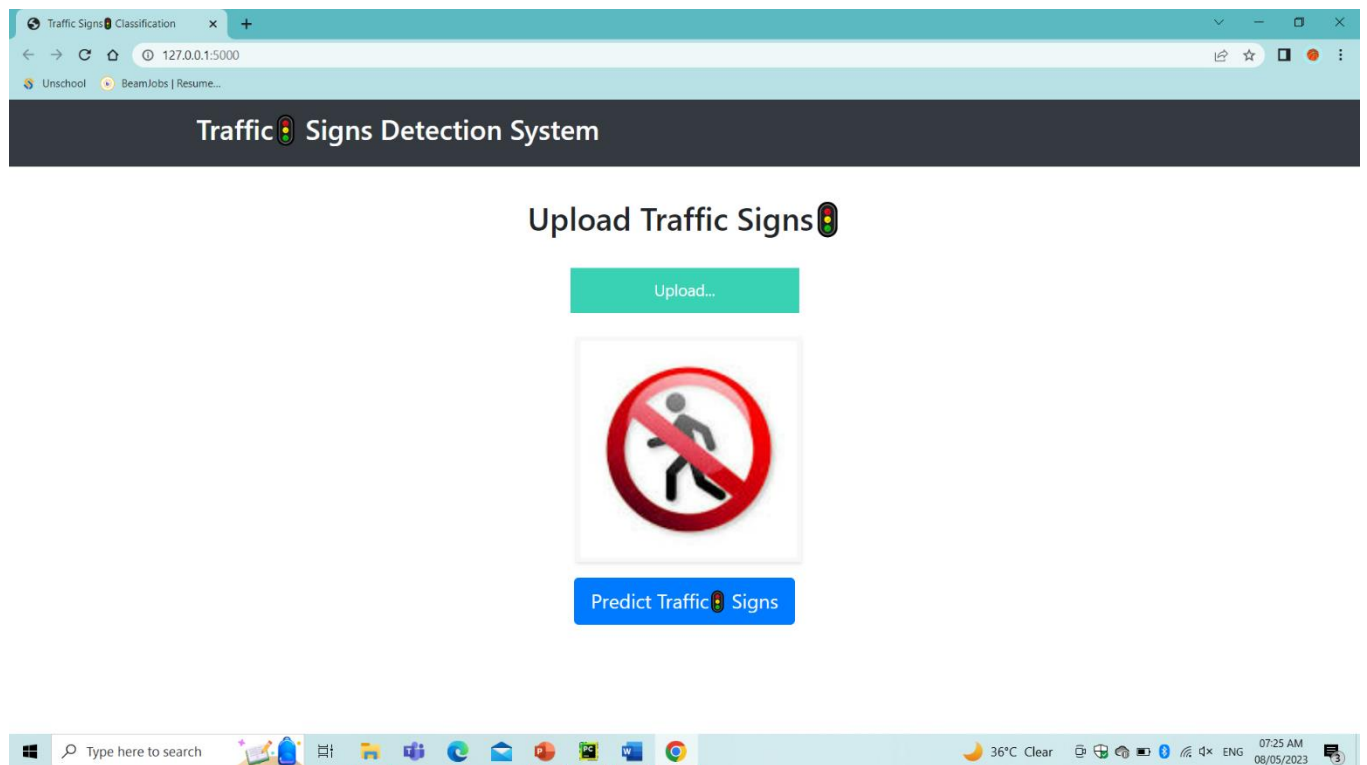 Traffic Signs🚦 Classification
127.0.0.1:5000
Unschool BeamJobs | Resume...
Traffic🚦 Signs Detection System
Upload Traffic Signs🚦
Upload...
Predict Traffic🚦 Signs
Type here to search 36°C Clear ENG 07:25 AM
08/05/2023 3